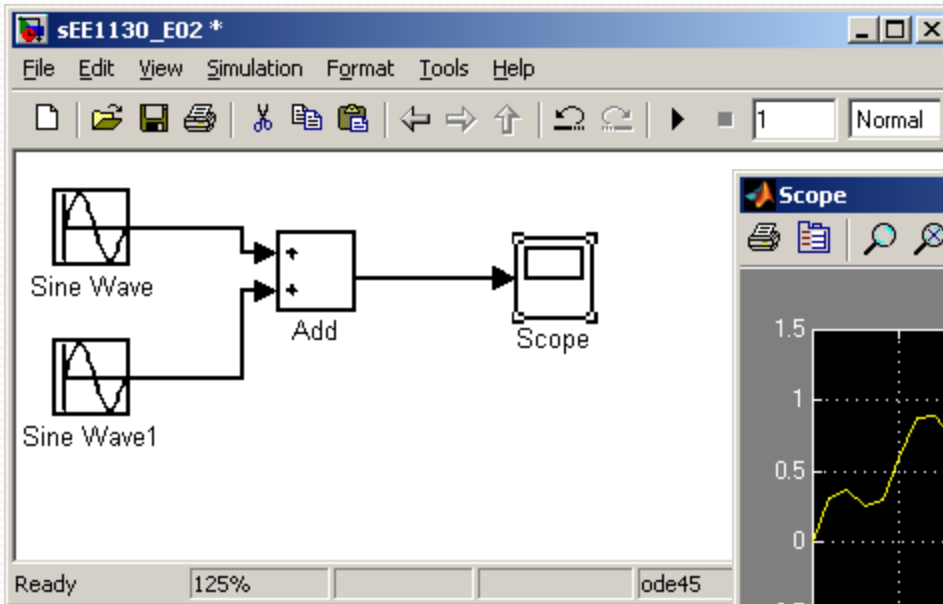 sEE1130_E02 *
File Edit View Simulation Format Tools Help
1 Normal
Scope
Sine Wave
Add
Scope
Sine Wave1
1.5
1
0.5
0
Ready 125% ode45